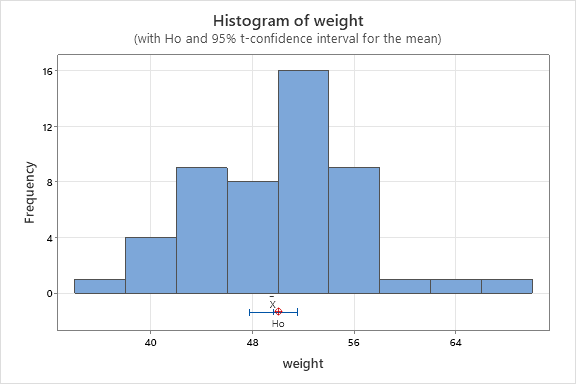 Histogram of weight
(with Ho and 95% t-confidence interval for the mean)
16
12
8
4
0
Frequency
X̄
Ho
40 48 56 64
weight